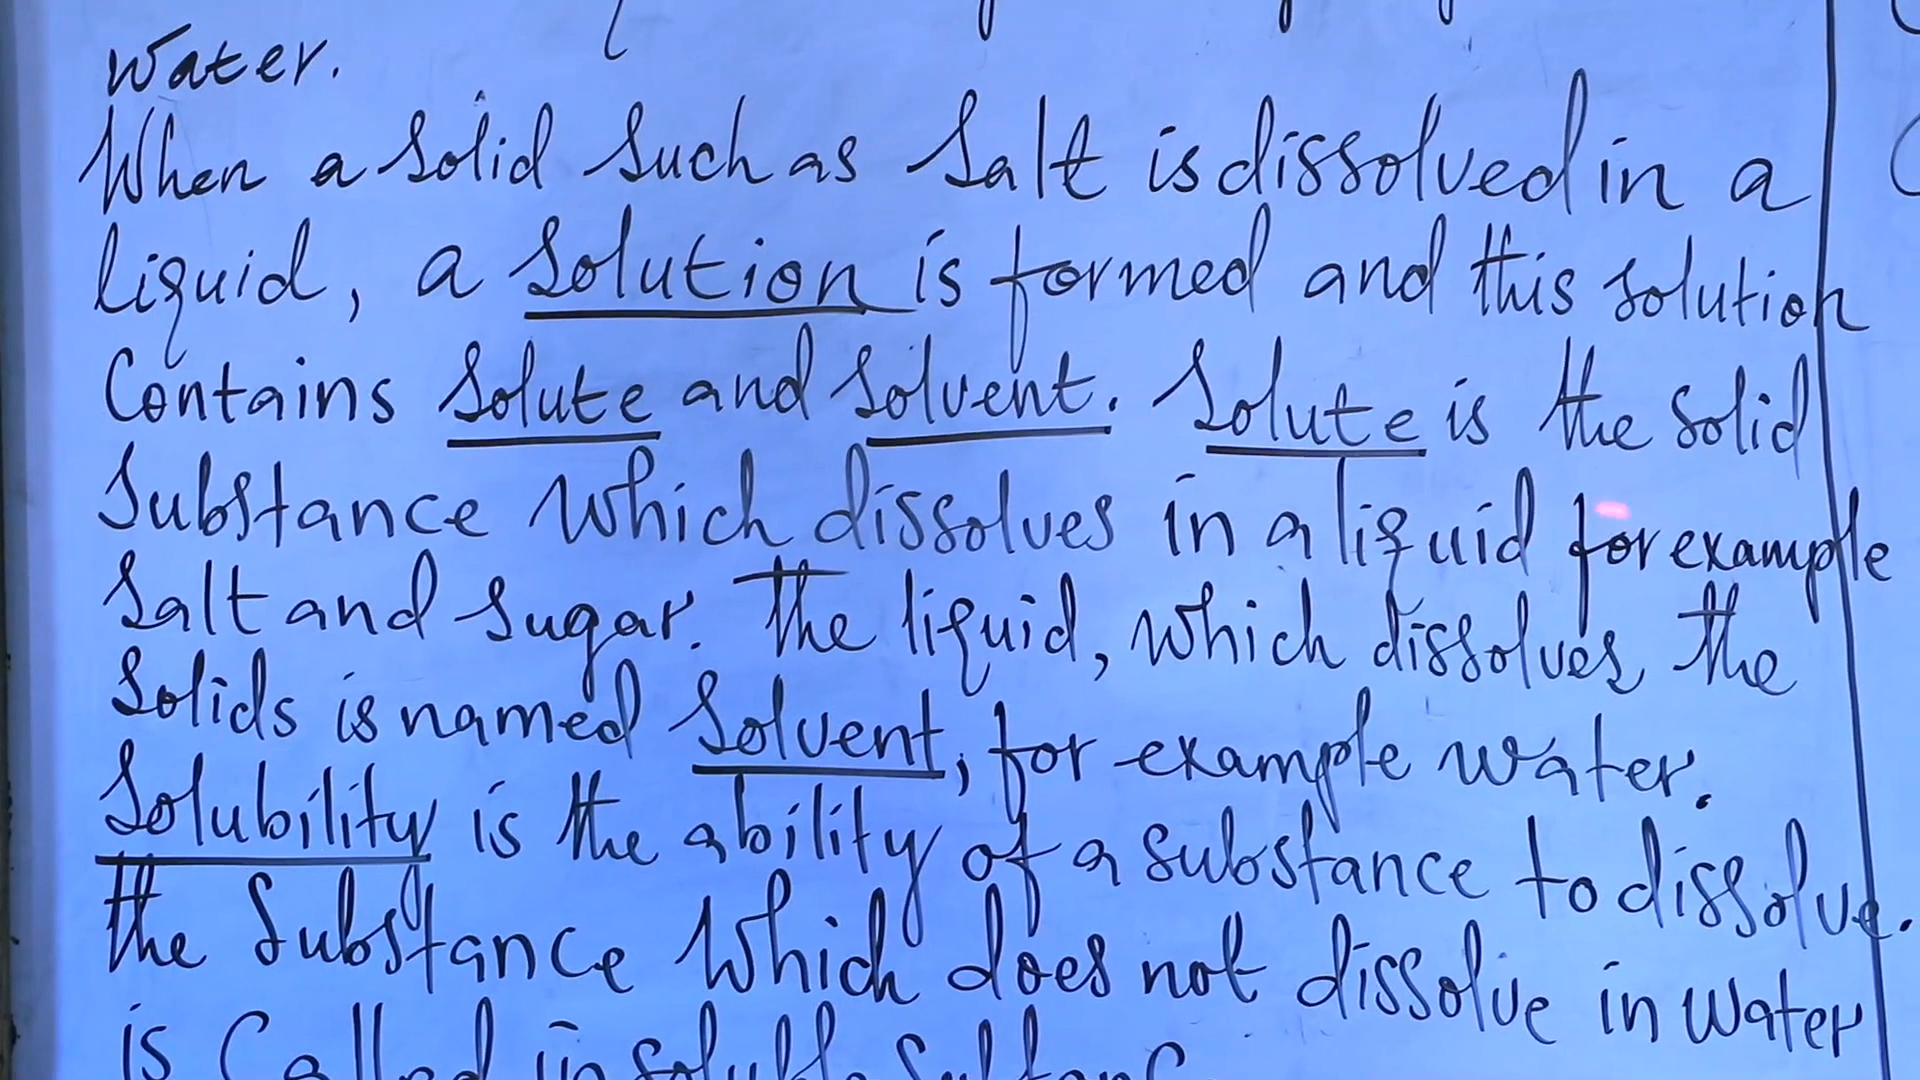 water.
When a solid such as salt is dissolved in a
liquid, a solution is formed and this solution
Contains solute and solvent. Solute is the solid
Substance which dissolves in a liquid for example
Salt and sugar. The liquid, which dissolves the
Solids is named Solvent, for example water.
Solubility is the ability of a substance to dissolve.
the Substance which does not dissolve in water
is Called insoluble